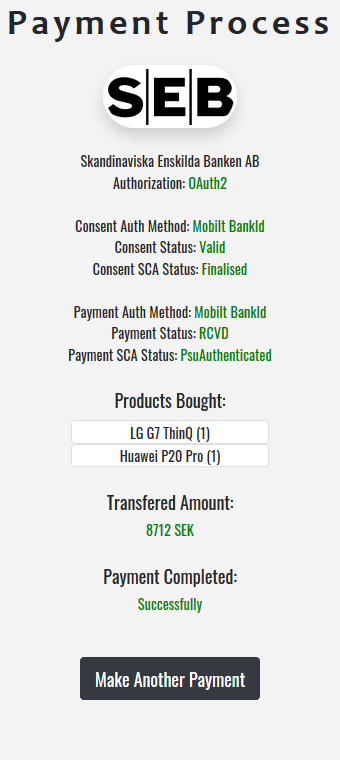 Payment Process
S|E|B
Skandinaviska Enskilda Banken AB
Authorization: OAuth2
Consent Auth Method: Mobilt BankId
Consent Status: Valid
Consent SCA Status: Finalised
Payment Auth Method: Mobilt BankId
Payment Status: RCVD
Payment SCA Status: PsuAuthenticated
Products Bought:
LG G7 ThinQ (1)
Huawei P20 Pro (1)
Transfered Amount:
8712 SEK
Payment Completed:
Successfully
Make Another Payment